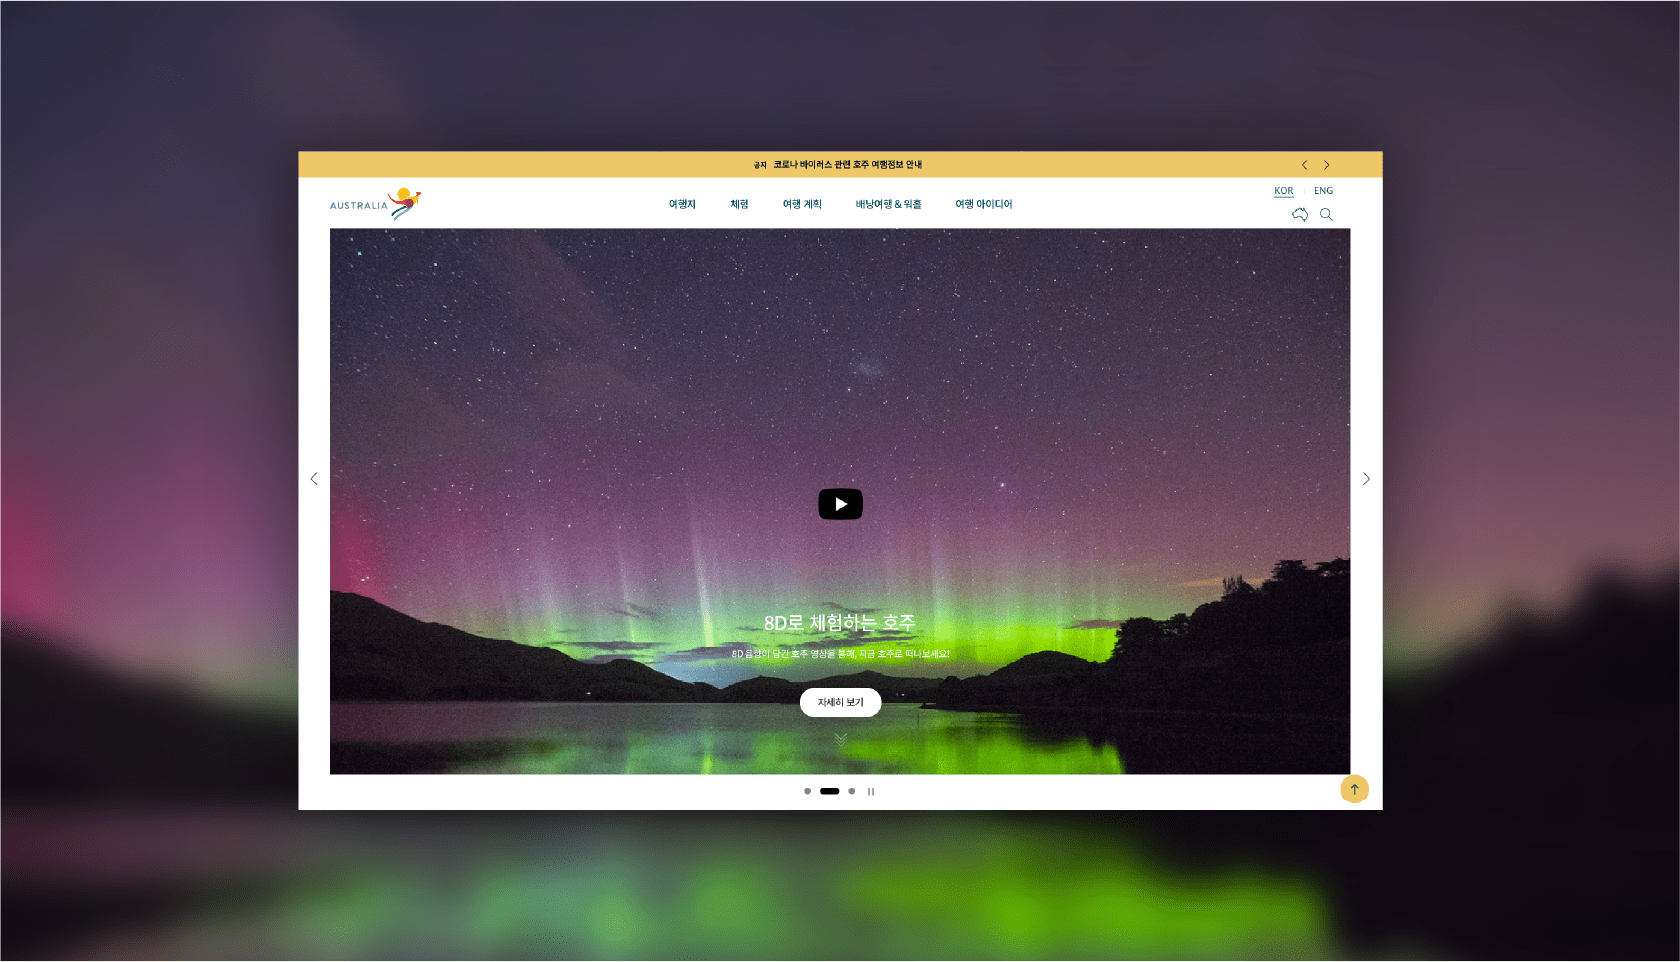 공지 코로나 바이러스 관련 호주 여행정보 안내
AUSTRALIA
여행지 체험 여행 계획 배낭여행 & 워홀 여행 아이디어
KOR ENG
8D로 체험하는 호주
8D 음향이 담긴 호주 영상을 통해, 지금 호주로 떠나보세요!
자세히 보기